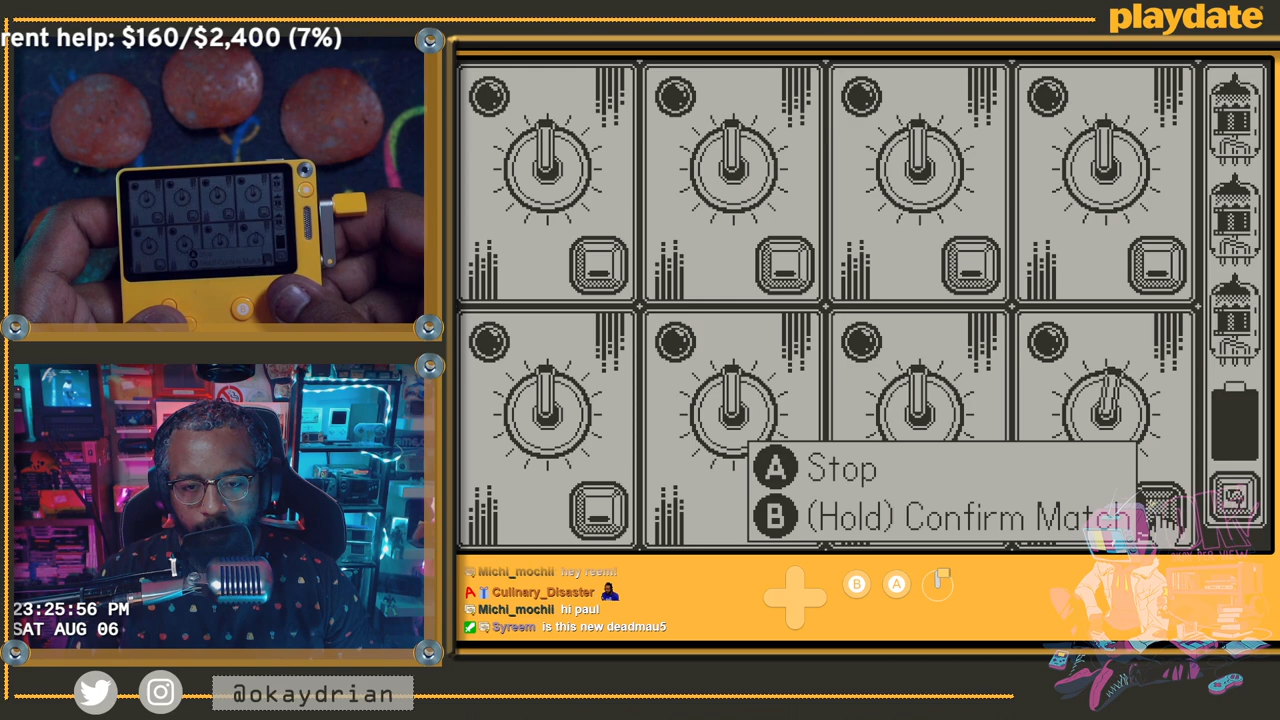 playdate
rent help: $160/$2,400 (7%)
A Stop
B (Hold) Confirm Match
Michi_mochii hey reem!
Culinary_Disaster
Michi_mochii hi paul
Syreem is this new deadmau5
B A
23:25:56 PM
SAT AUG 06
@okaydrian